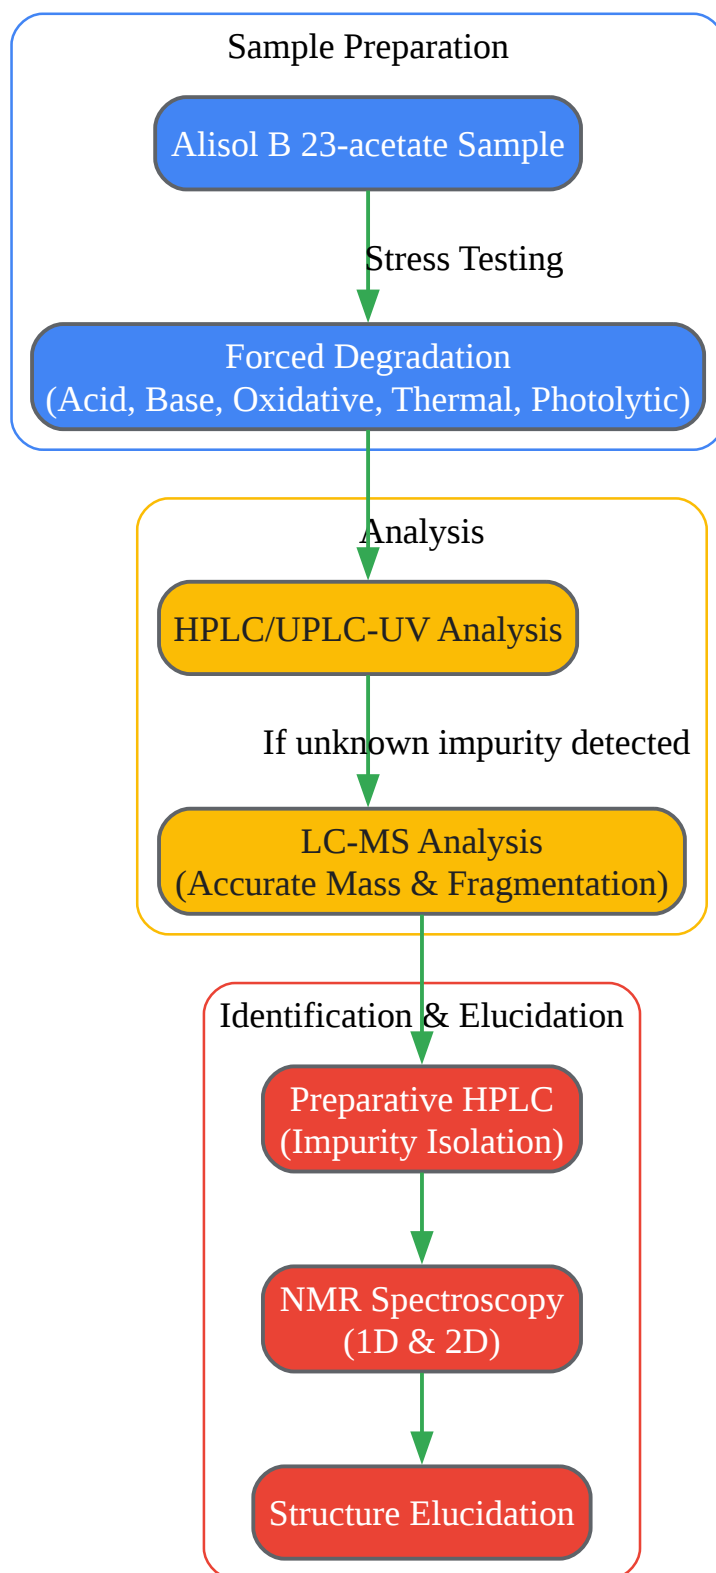 Sample Preparation
Alisol B 23-acetate Sample
Stress Testing
Forced Degradation
(Acid, Base, Oxidative, Thermal, Photolytic)
Analysis
HPLC/UPLC-UV Analysis
If unknown impurity detected
LC-MS Analysis
(Accurate Mass & Fragmentation)
Identification & Elucidation
Preparative HPLC
(Impurity Isolation)
NMR Spectroscopy
(1D & 2D)
Structure Elucidation